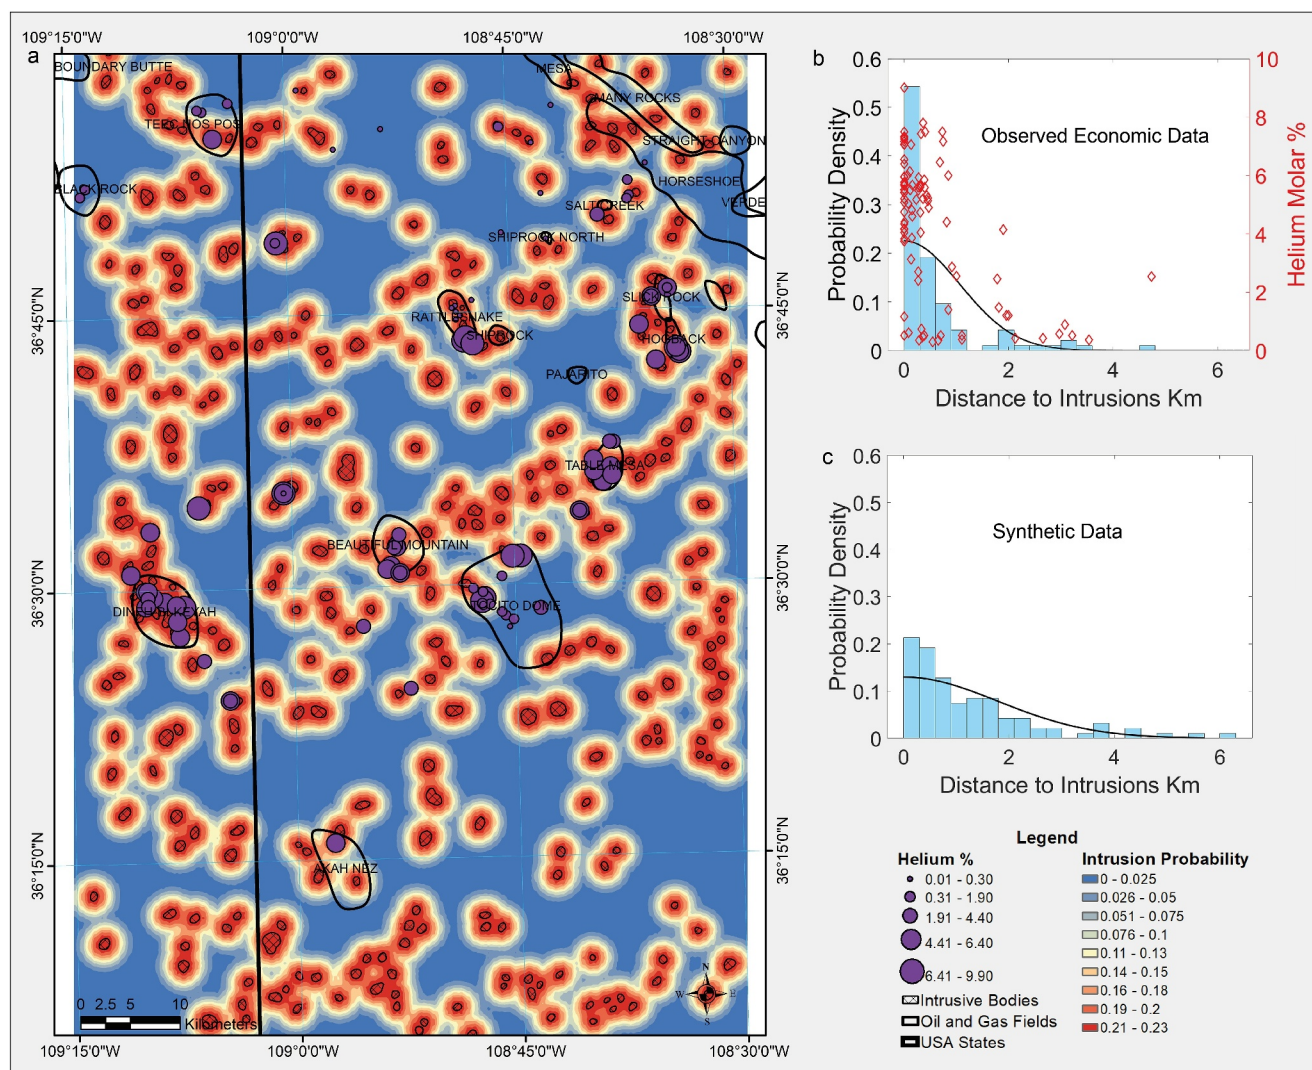 109°15'0"W 109°0'0"W 108°45'0"W 108°30'0"W
a
BOUNDARY BUTTE
MESA
MANY ROCKS
TEEC NOS POS
STRAIGHT CANYON
BLACK ROCK
HORSESHOE
VERDE
SALT CREEK
SHIPROCK NORTH
SLICK ROCK
RATTLESNAKE
SHIPROCK
HOGBACK
PAJARITO
TABLE MESA
BEAUTIFUL MOUNTAIN
TOCITO DOME
DINEH BI KEYAH
AKAH NEZ
36°45'0"N
36°30'0"N
36°15'0"N
36°45'0"N
36°30'0"N
36°15'0"N
0 2.5 5 10
Kilometers
N
W E
S
109°15'0"W 109°0'0"W 108°45'0"W 108°30'0"W
b
0.6
0.5
0.4
0.3
0.2
0.1
0
Probability Density
Observed Economic Data
10
8
6
4
2
0
Helium Molar %
0 2 4 6
Distance to Intrusions Km
c
0.6
0.5
0.4
0.3
0.2
0.1
0
Probability Density
Synthetic Data
0 2 4 6
Distance to Intrusions Km
Legend
Helium %
0.01 - 0.30
0.31 - 1.90
1.91 - 4.40
4.41 - 6.40
6.41 - 9.90
Intrusive Bodies
Oil and Gas Fields
USA States
Intrusion Probability
0 - 0.025
0.026 - 0.05
0.051 - 0.075
0.076 - 0.1
0.11 - 0.13
0.14 - 0.15
0.16 - 0.18
0.19 - 0.2
0.21 - 0.23